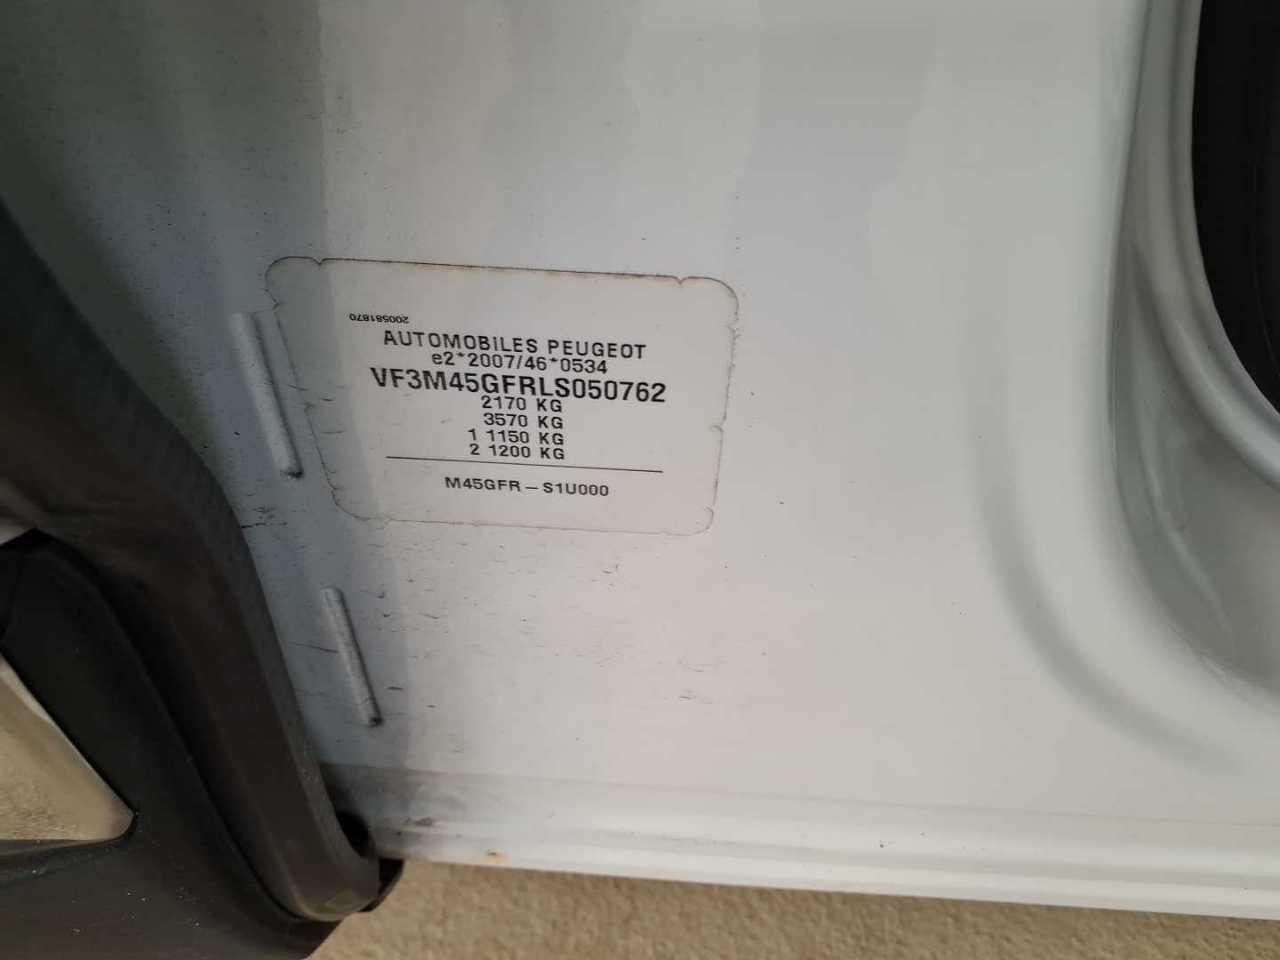 200581870
AUTOMOBILES PEUGEOT
e2*2007/46*0534
VF3M45GFRLS050762
2170 KG
3570 KG
1 1150 KG
2 1200 KG
M45GFR – S1U000